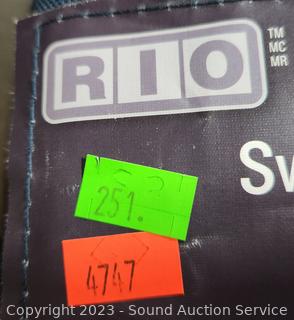 RIO
TM
MC
MR
Sw
251.
4747
Copyright 2023 - Sound Auction Service